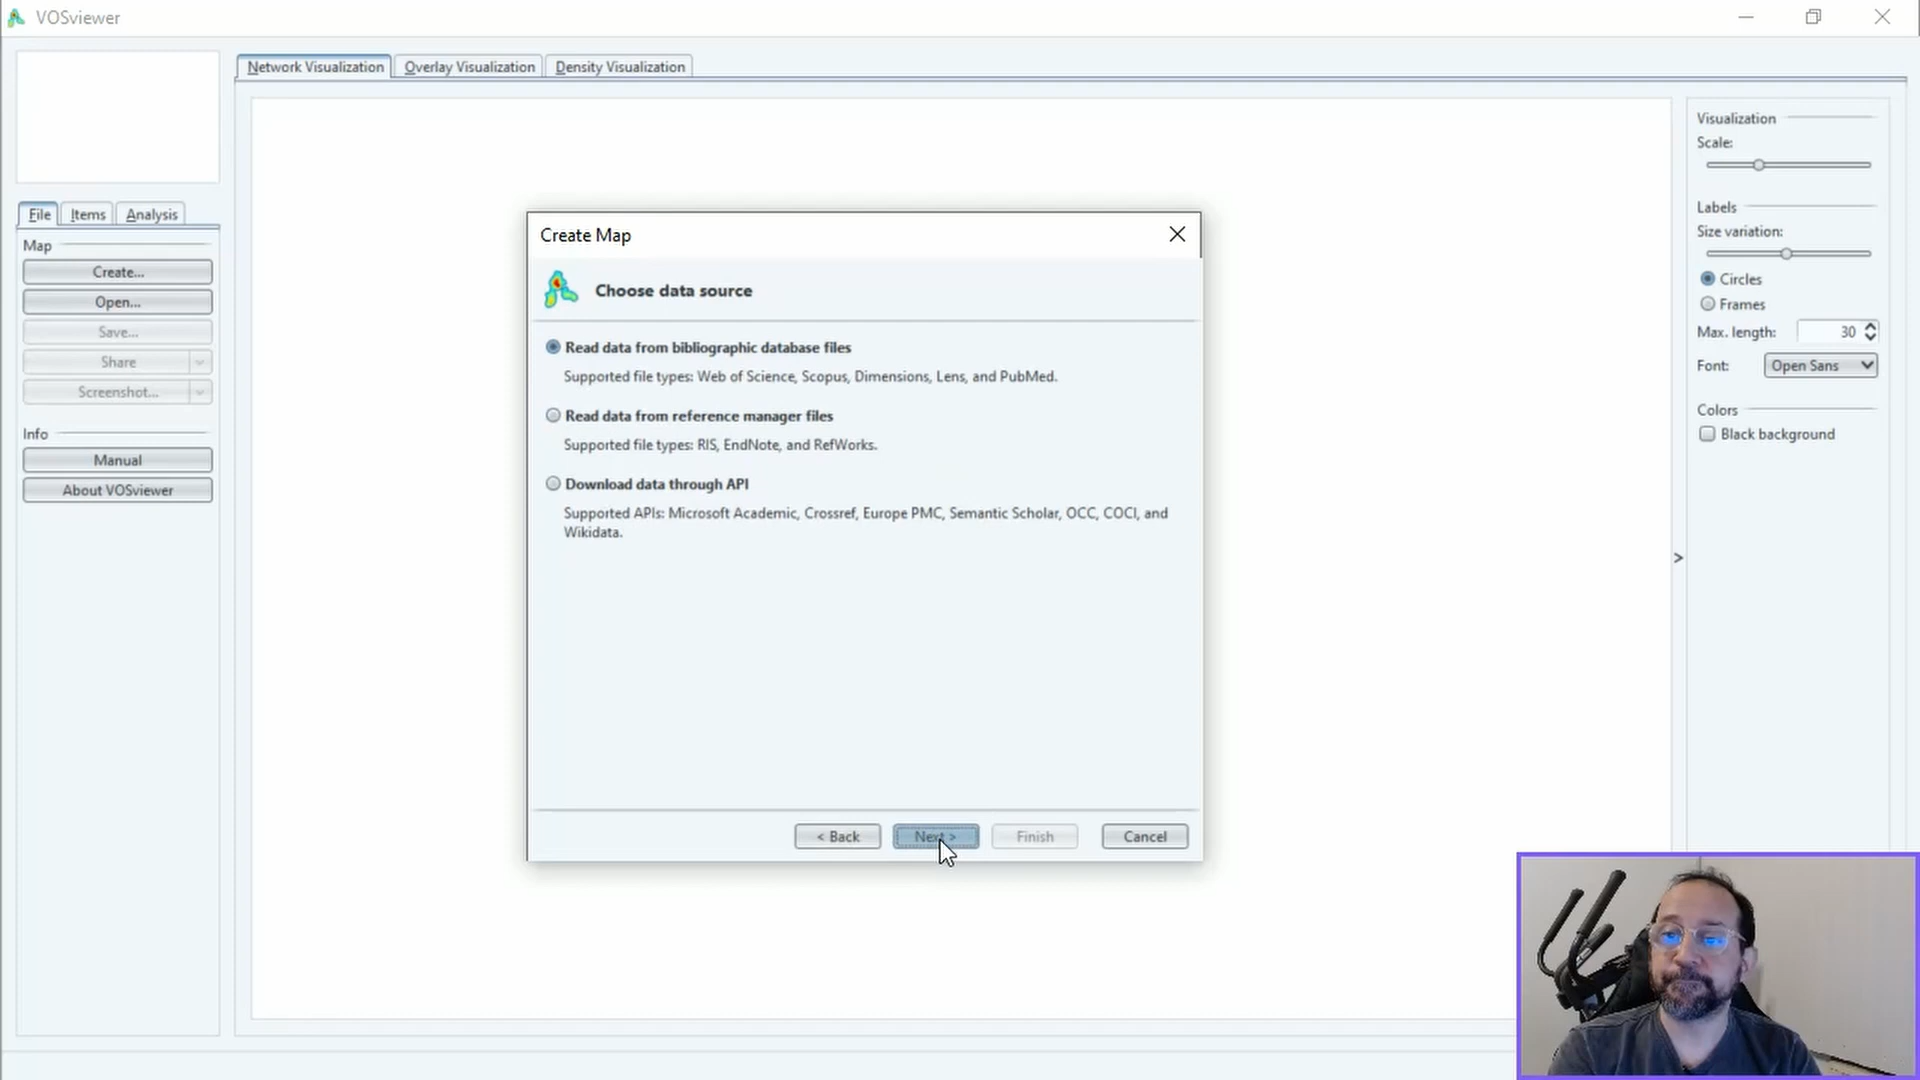 VOSviewer
Network Visualization
Overlay Visualization
Density Visualization
File
Items
Analysis
Map
Create...
Open...
Save...
Share
Screenshot...
Info
Manual
About VOSviewer
Create Map
Choose data source
Read data from bibliographic database files
Supported file types: Web of Science, Scopus, Dimensions, Lens, and PubMed.
Read data from reference manager files
Supported file types: RIS, EndNote, and RefWorks.
Download data through API
Supported APIs: Microsoft Academic, Crossref, Europe PMC, Semantic Scholar, OCC, COCI, and
Wikidata.
< Back
Next >
Finish
Cancel
>
Visualization
Scale:
Labels
Size variation:
Circles
Frames
Max. length: 30
Font: Open Sans
Colors
Black background